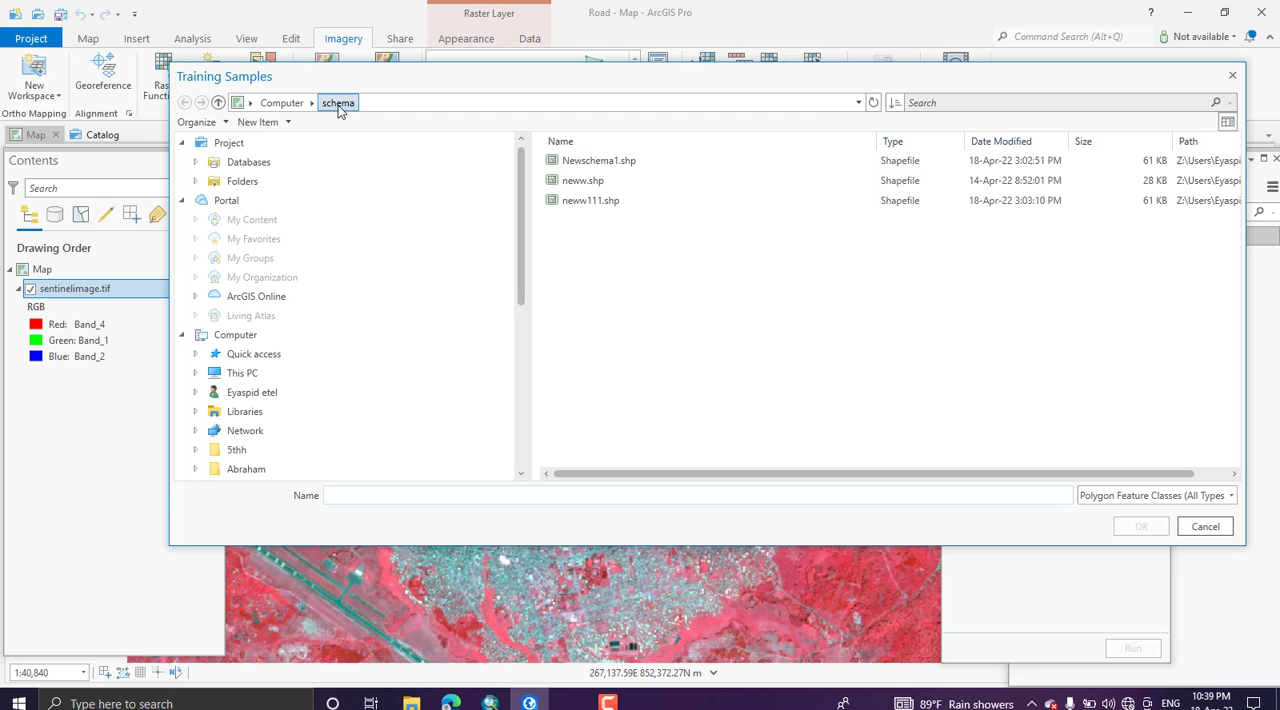 Raster Layer
Road - Map - ArcGIS Pro
?
Project Map Insert Analysis View Edit Imagery Share Appearance Data
Command Search (Alt+Q)
Not available
New
Workspace
Georeference
Ortho Mapping
Alignment
Map
Catalog
Contents
Search
Drawing Order
Map
sentinelimage.tif
RGB
Red: Band_4
Green: Band_1
Blue: Band_2
Training Samples
Computer
schema
Search
Organize
New Item
Project
Databases
Folders
Portal
My Content
My Favorites
My Groups
My Organization
ArcGIS Online
Living Atlas
Computer
Quick access
This PC
Eyaspid etel
Libraries
Network
5thh
Abraham
Name Type Date Modified Size Path
Newschema1.shp Shapefile 18-Apr-22 3:02:51 PM 61 KB Z:\Users\Eyaspi
neww.shp Shapefile 14-Apr-22 8:52:01 PM 28 KB Z:\Users\Eyaspi
neww111.shp Shapefile 18-Apr-22 3:03:10 PM 61 KB Z:\Users\Eyaspi
Name
Polygon Feature Classes (All Types
OK
Cancel
Run
1:40,840
267,137.59E 852,372.27N m
Type here to search
89°F Rain showers
ENG
10:39 PM